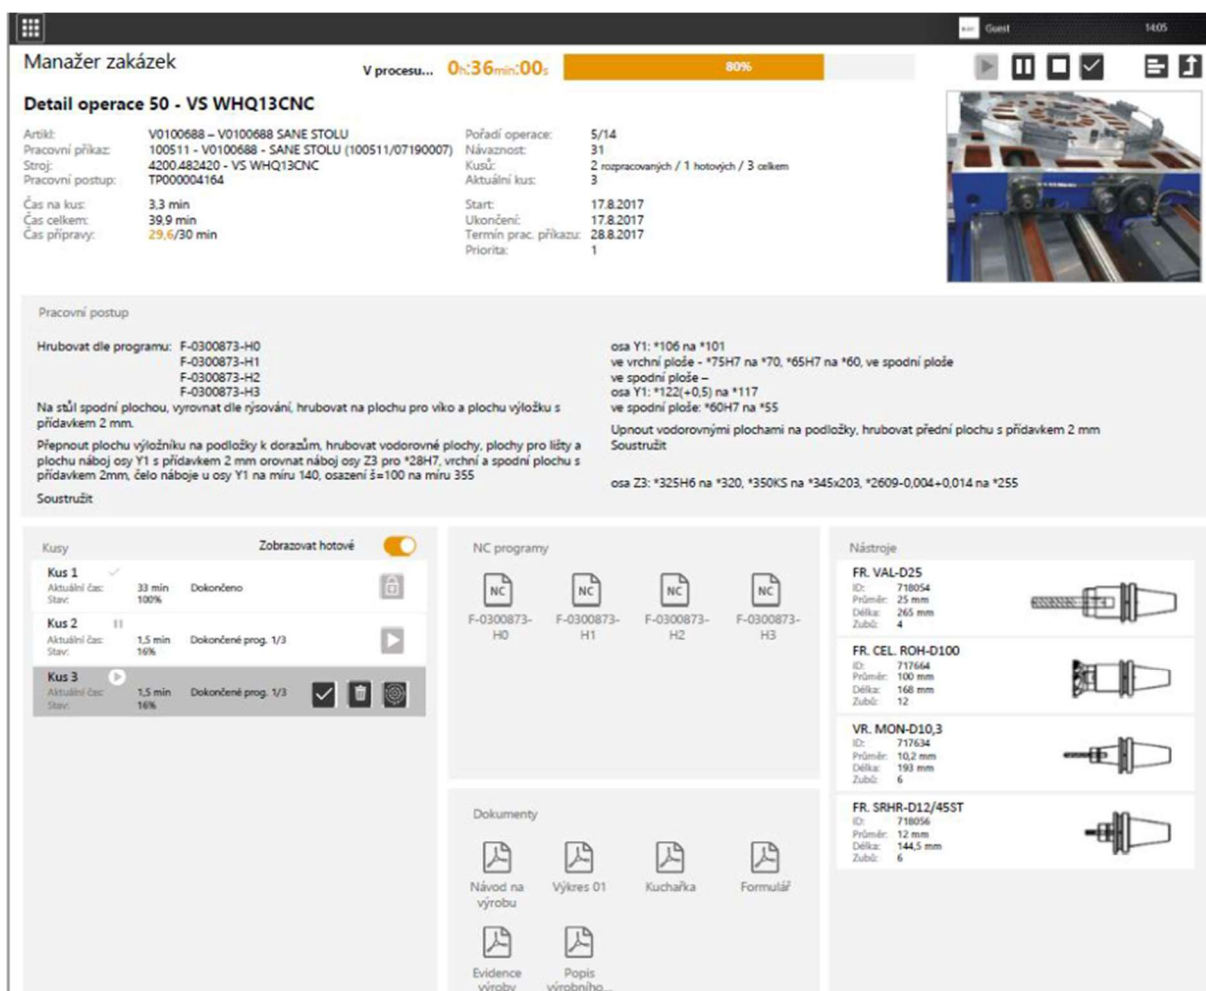 Guest 14:05
Manažer zakázek
V procesu... 0h:36min:00s 80%
Detail operace 50 - VS WHQ13CNC
Artikl: V0100688 – V0100688 SANE STOLU
Pracovní příkaz: 100511 - V0100688 - SANE STOLU (100511/07190007)
Stroj: 4200.482420 - VS WHQ13CNC
Pracovní postup: TP000004164
Čas na kus: 3,3 min
Čas celkem: 39,9 min
Čas přípravy: 29,6/30 min
Pořadí operace: 5/14
Návaznost: 31
Kusů: 2 rozpracovaných / 1 hotových / 3 celkem
Aktuální kus: 3
Start: 17.8.2017
Ukončení: 17.8.2017
Termín prac. příkazu: 28.8.2017
Priorita: 1
Pracovní postup
Hrubovat dle programu: F-0300873-H0
F-0300873-H1
F-0300873-H2
F-0300873-H3
Na stůl spodní plochou, vyrovnat dle rýsování, hrubovat na plochu pro víko a plochu výložku s
přídavkem 2 mm.
Přepnout plochu výložníku na podložky k dorazům, hrubovat vodorovné plochy, plochy pro lišty a
plochu náboj osy Y1 s přídavkem 2 mm orovnat náboj osy Z3 pro *28H7, vrchní a spodní plochu s
přídavkem 2mm, čelo náboje u osy Y1 na míru 140, osazení š=100 na míru 355
Soustružit
osa Y1: *106 na *101
ve vrchní ploše - *75H7 na *70, *65H7 na *60, ve spodní ploše
ve spodní ploše –
osa Y1: *122(+0,5) na *117
ve spodní ploše: *60H7 na *55
Upnout vodorovnými plochami na podložky, hrubovat přední plochu s přídavkem 2 mm
Soustružit
osa Z3: *325H6 na *320, *350KS na *345x203, *2609-0,004+0,014 na *255
Kusy Zobrazovat hotové
Kus 1
Aktuální čas: 33 min Dokončeno
Stav: 100%
Kus 2
Aktuální čas: 1,5 min Dokončené prog. 1/3
Stav: 16%
Kus 3
Aktuální čas: 1,5 min Dokončené prog. 1/3
Stav: 16%
NC programy
NC NC NC NC
F-0300873- F-0300873- F-0300873- F-0300873-
H0 H1 H2 H3
Dokumenty
Návod na Výkres 01 Kuchařka Formulář
výrobu
Evidence Popis
výroby výrobního...
Nástroje
FR. VAL-D25
ID: 718054
Průměr: 25 mm
Délka: 265 mm
Zubů: 4
FR. CEL. ROH-D100
ID: 717664
Průměr: 100 mm
Délka: 168 mm
Zubů: 12
VR. MON-D10,3
ID: 717634
Průměr: 10,2 mm
Délka: 193 mm
Zubů: 6
FR. SRHR-D12/45ST
ID: 718056
Průměr: 12 mm
Délka: 144,5 mm
Zubů: 6